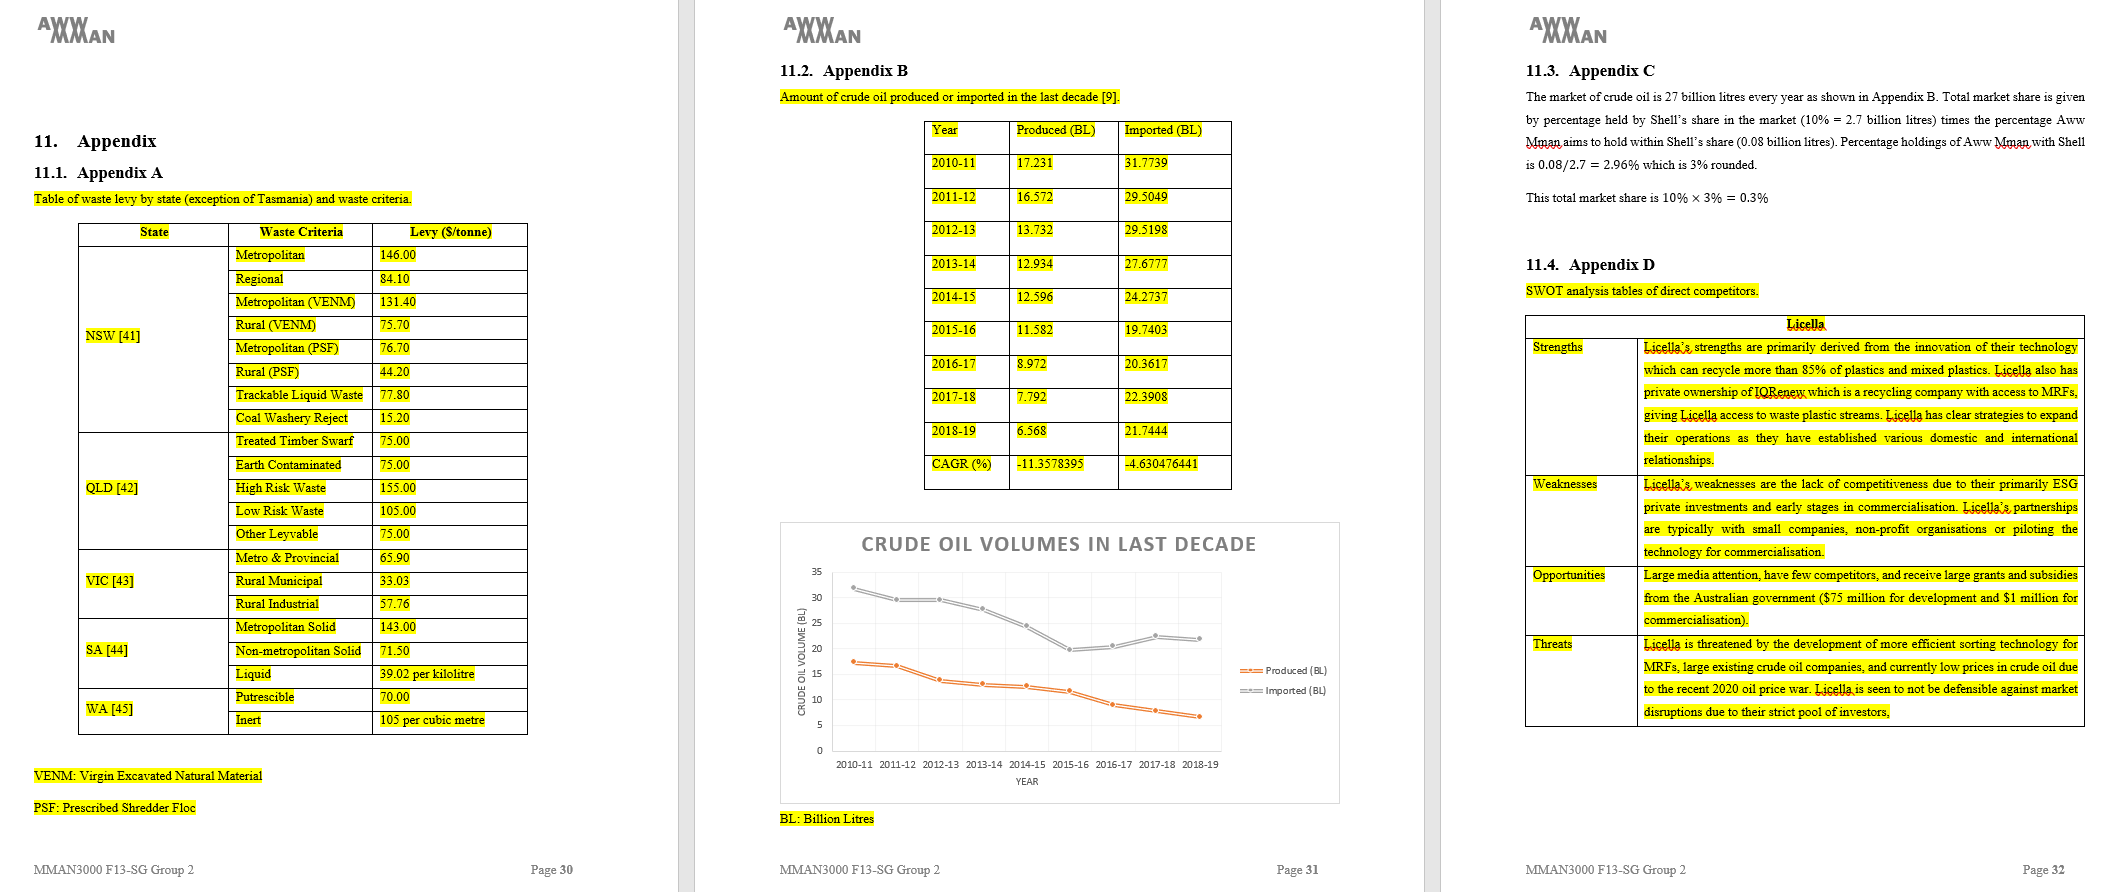 AWW
MMAN
11. Appendix
11.1. Appendix A
Table of waste levy by state (exception of Tasmania) and waste criteria.
State Waste Criteria Levy ($/tonne)
NSW [41]
Metropolitan 146.00
Regional 84.10
Metropolitan (VENM) 131.40
Rural (VENM) 75.70
Metropolitan (PSF) 76.70
Rural (PSF) 44.20
Trackable Liquid Waste 77.80
Coal Washery Reject 15.20
QLD [42]
Treated Timber Swarf 75.00
Earth Contaminated 75.00
High Risk Waste 155.00
Low Risk Waste 105.00
Other Leyvable 75.00
VIC [43]
Metro & Provincial 65.90
Rural Municipal 33.03
Rural Industrial 57.76
SA [44]
Metropolitan Solid 143.00
Non-metropolitan Solid 71.50
Liquid 39.02 per kilolitre
WA [45]
Putrescible 70.00
Inert 105 per cubic metre
VENM: Virgin Excavated Natural Material
PSF: Prescribed Shredder Floc
MMAN3000 F13-SG Group 2 Page 30
AWW
MMAN
11.2. Appendix B
Amount of crude oil produced or imported in the last decade [9].
Year Produced (BL) Imported (BL)
2010-11 17.231 31.7739
2011-12 16.572 29.5049
2012-13 13.732 29.5198
2013-14 12.934 27.6777
2014-15 12.596 24.2737
2015-16 11.582 19.7403
2016-17 8.972 20.3617
2017-18 7.792 22.3908
2018-19 6.568 21.7444
CAGR (%) -11.3578395 -4.630476441
CRUDE OIL VOLUMES IN LAST DECADE
CRUDE OIL VOLUME (BL)
35
30
25
20
15
10
5
0
2010-11 2011-12 2012-13 2013-14 2014-15 2015-16 2016-17 2017-18 2018-19
YEAR
Produced (BL)
Imported (BL)
BL: Billion Litres
MMAN3000 F13-SG Group 2 Page 31
AWW
MMAN
11.3. Appendix C
The market of crude oil is 27 billion litres every year as shown in Appendix B. Total market share is given
by percentage held by Shell's share in the market (10% = 2.7 billion litres) times the percentage Aww
Mman aims to hold within Shell's share (0.08 billion litres). Percentage holdings of Aww Mman with Shell
is 0.08/2.7 = 2.96% which is 3% rounded.
This total market share is 10% × 3% = 0.3%
11.4. Appendix D
SWOT analysis tables of direct competitors.
Licella
Strengths
Licella's strengths are primarily derived from the innovation of their technology
which can recycle more than 85% of plastics and mixed plastics. Licella also has
private ownership of IQRenew which is a recycling company with access to MRFs,
giving Licella access to waste plastic streams. Licella has clear strategies to expand
their operations as they have established various domestic and international
relationships.
Weaknesses
Licella's weaknesses are the lack of competitiveness due to their primarily ESG
private investments and early stages in commercialisation. Licella's partnerships
are typically with small companies, non-profit organisations or piloting the
technology for commercialisation.
Opportunities
Large media attention, have few competitors, and receive large grants and subsidies
from the Australian government ($75 million for development and $1 million for
commercialisation).
Threats
Licella is threatened by the development of more efficient sorting technology for
MRFs, large existing crude oil companies, and currently low prices in crude oil due
to the recent 2020 oil price war. Licella is seen to not be defensible against market
disruptions due to their strict pool of investors,
MMAN3000 F13-SG Group 2 Page 32